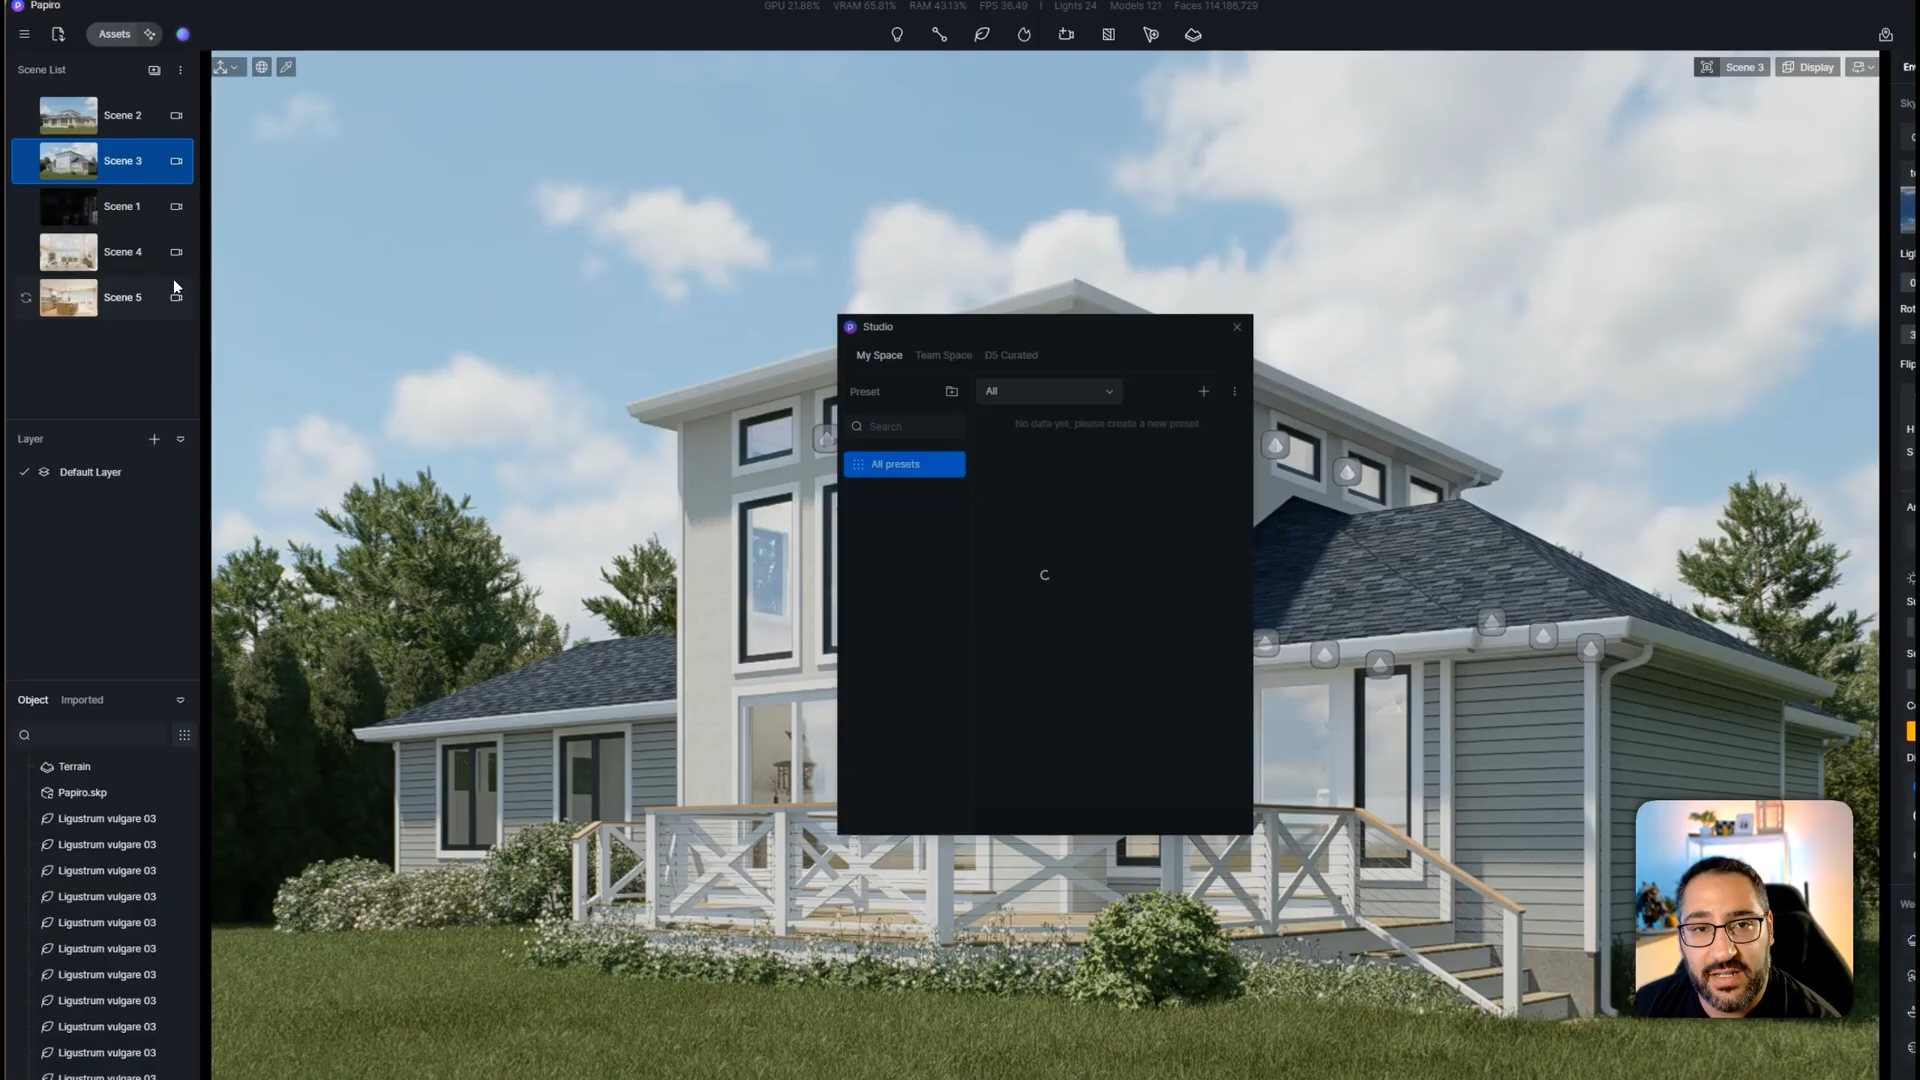 Papiro
GPU 21.88% VRAM 65.81% RAM 43.13% FPS 36.49 | Lights 24 Models 121 Faces 114,186,729
Assets
Scene List
Scene 3
Display
Scene 2
Scene 3
Scene 1
Scene 4
Scene 5
Studio
My Space Team Space D5 Curated
Preset
All
Search
No data yet, please create a new preset
All presets
Layer
Default Layer
Object Imported
Terrain
Papiro.skp
Ligustrum vulgare 03
Ligustrum vulgare 03
Ligustrum vulgare 03
Ligustrum vulgare 03
Ligustrum vulgare 03
Ligustrum vulgare 03
Ligustrum vulgare 03
Ligustrum vulgare 03
Ligustrum vulgare 03
Ligustrum vulgare 03
Ligustrum vulgare 03